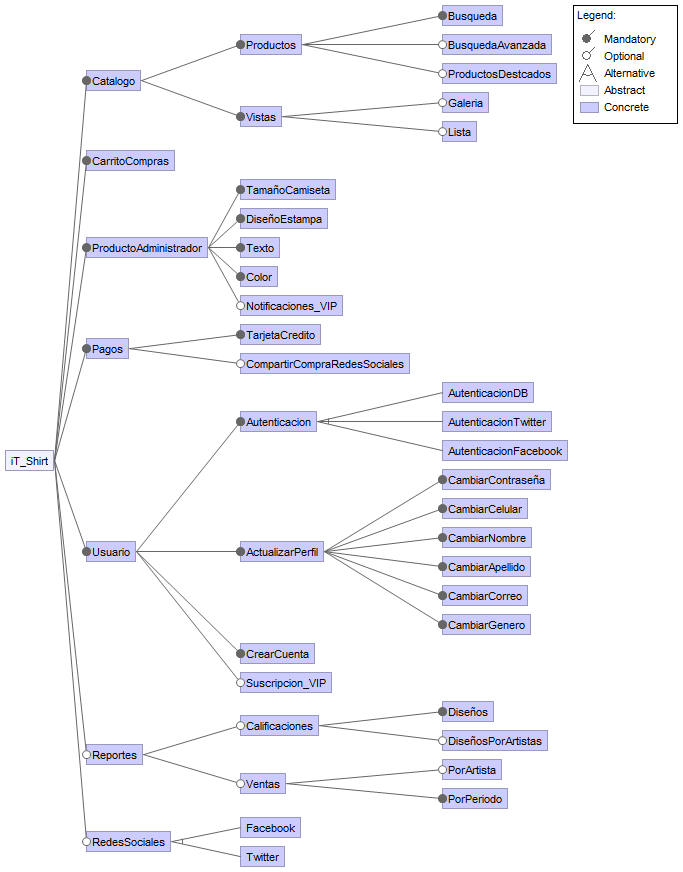 Legend:
Mandatory
Optional
Alternative
Abstract
Concrete
iT_Shirt
Catalogo
Productos
Busqueda
BusquedaAvanzada
ProductosDestcados
Vistas
Galeria
Lista
CarritoCompras
ProductoAdministrador
TamañoCamiseta
DiseñoEstampa
Texto
Color
Notificaciones_VIP
Pagos
TarjetaCredito
CompartirCompraRedesSociales
Usuario
Autenticacion
AutenticacionDB
AutenticacionTwitter
AutenticacionFacebook
ActualizarPerfil
CambiarContraseña
CambiarCelular
CambiarNombre
CambiarApellido
CambiarCorreo
CambiarGenero
CrearCuenta
Suscripcion_VIP
Reportes
Calificaciones
Diseños
DiseñosPorArtistas
Ventas
PorArtista
PorPeriodo
RedesSociales
Facebook
Twitter